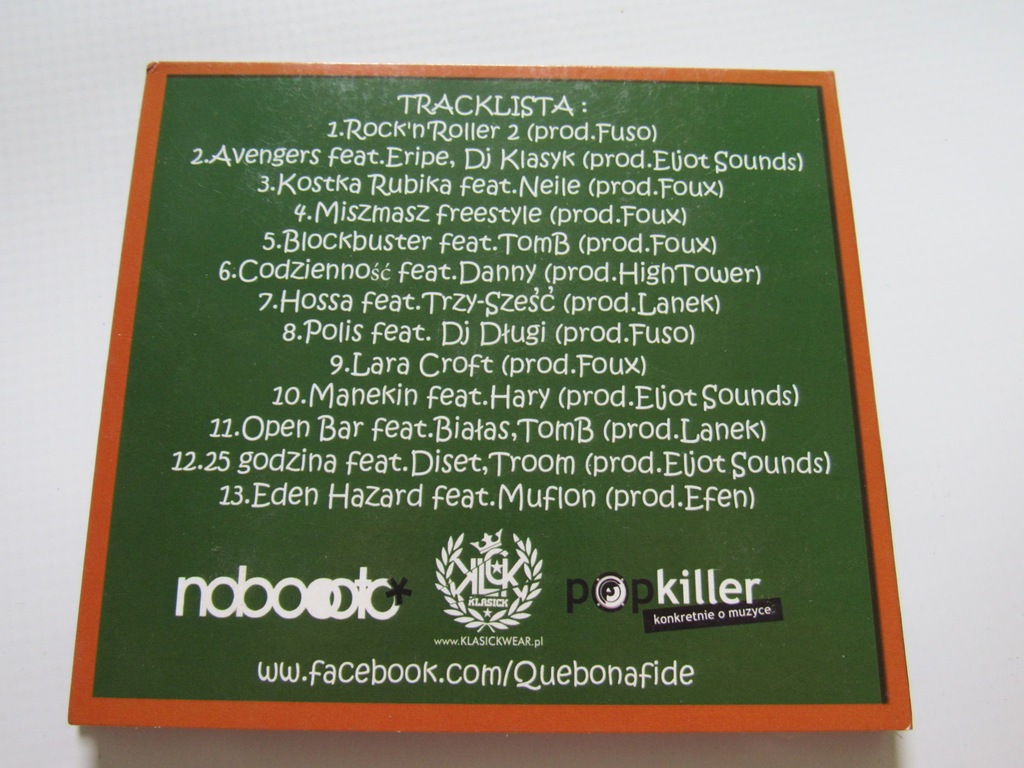 TRACKLISTA :
1.Rock'n'Roller 2 (prod.Fuso)
2.Avengers feat.Eripe, Dj Klasyk (prod.Eljot Sounds)
3.Kostka Rubika feat.Neile (prod.Foux)
4.Miszmasz freestyle (prod.Foux)
5.Blockbuster feat.TomB (prod.Foux)
6.Codzienność feat.Danny (prod.HighTower)
7.Hossa feat.Trzy-Sześć (prod.Lanek)
8.Polis feat. Dj Długi (prod.Fuso)
9.Lara Croft (prod.Foux)
10.Manekin feat.Hary (prod.Eljot Sounds)
11.Open Bar feat.Białas,TomB (prod.Lanek)
12.25 godzina feat.Diset,Troom (prod.Eljot Sounds)
13.Eden Hazard feat.Muflon (prod.Efen)
KLCK
KLASICK
www.KLASICKWEAR.pl
popkiller
konkretnie o muzyce
ww.facebook.com/Quebonafide